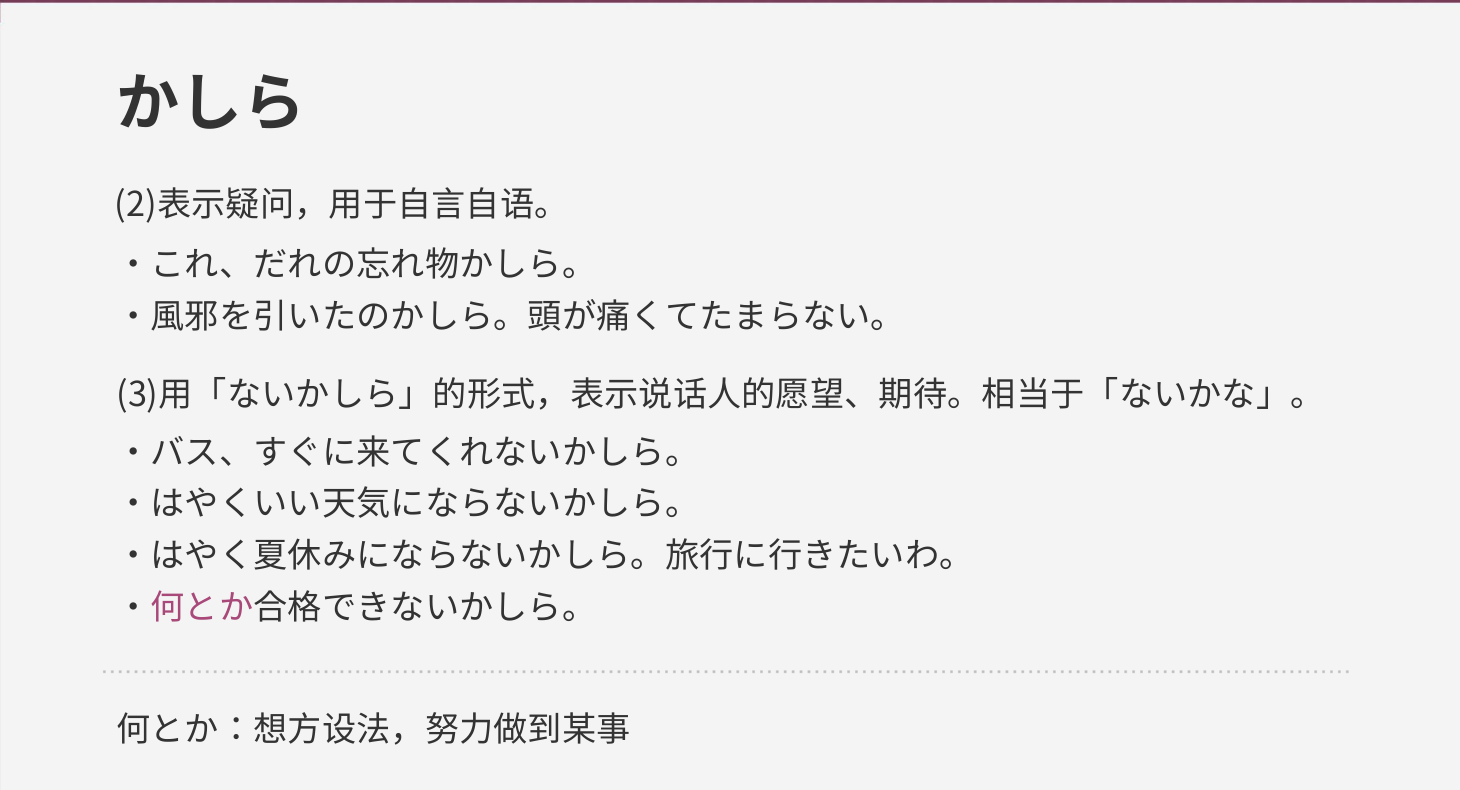 かしら
(2)表示疑问，用于自言自语。
・これ、だれの忘れ物かしら。
・風邪を引いたのかしら。頭が痛くてたまらない。
(3)用「ないかしら」的形式，表示说话人的愿望、期待。相当于「ないかな」。
・バス、すぐに来てくれないかしら。
・はやくいい天気にならないかしら。
・はやく夏休みにならないかしら。旅行に行きたいわ。
・何とか合格できないかしら。
何とか：想方设法，努力做到某事